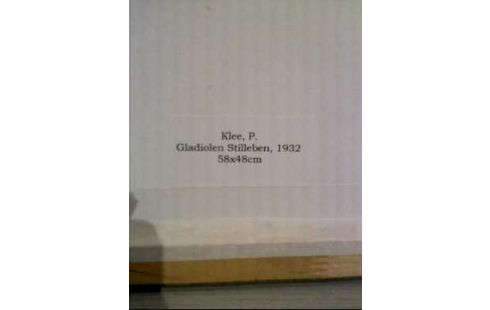 Klee, P.
Gladiolen Stilleben, 1932
58x48cm